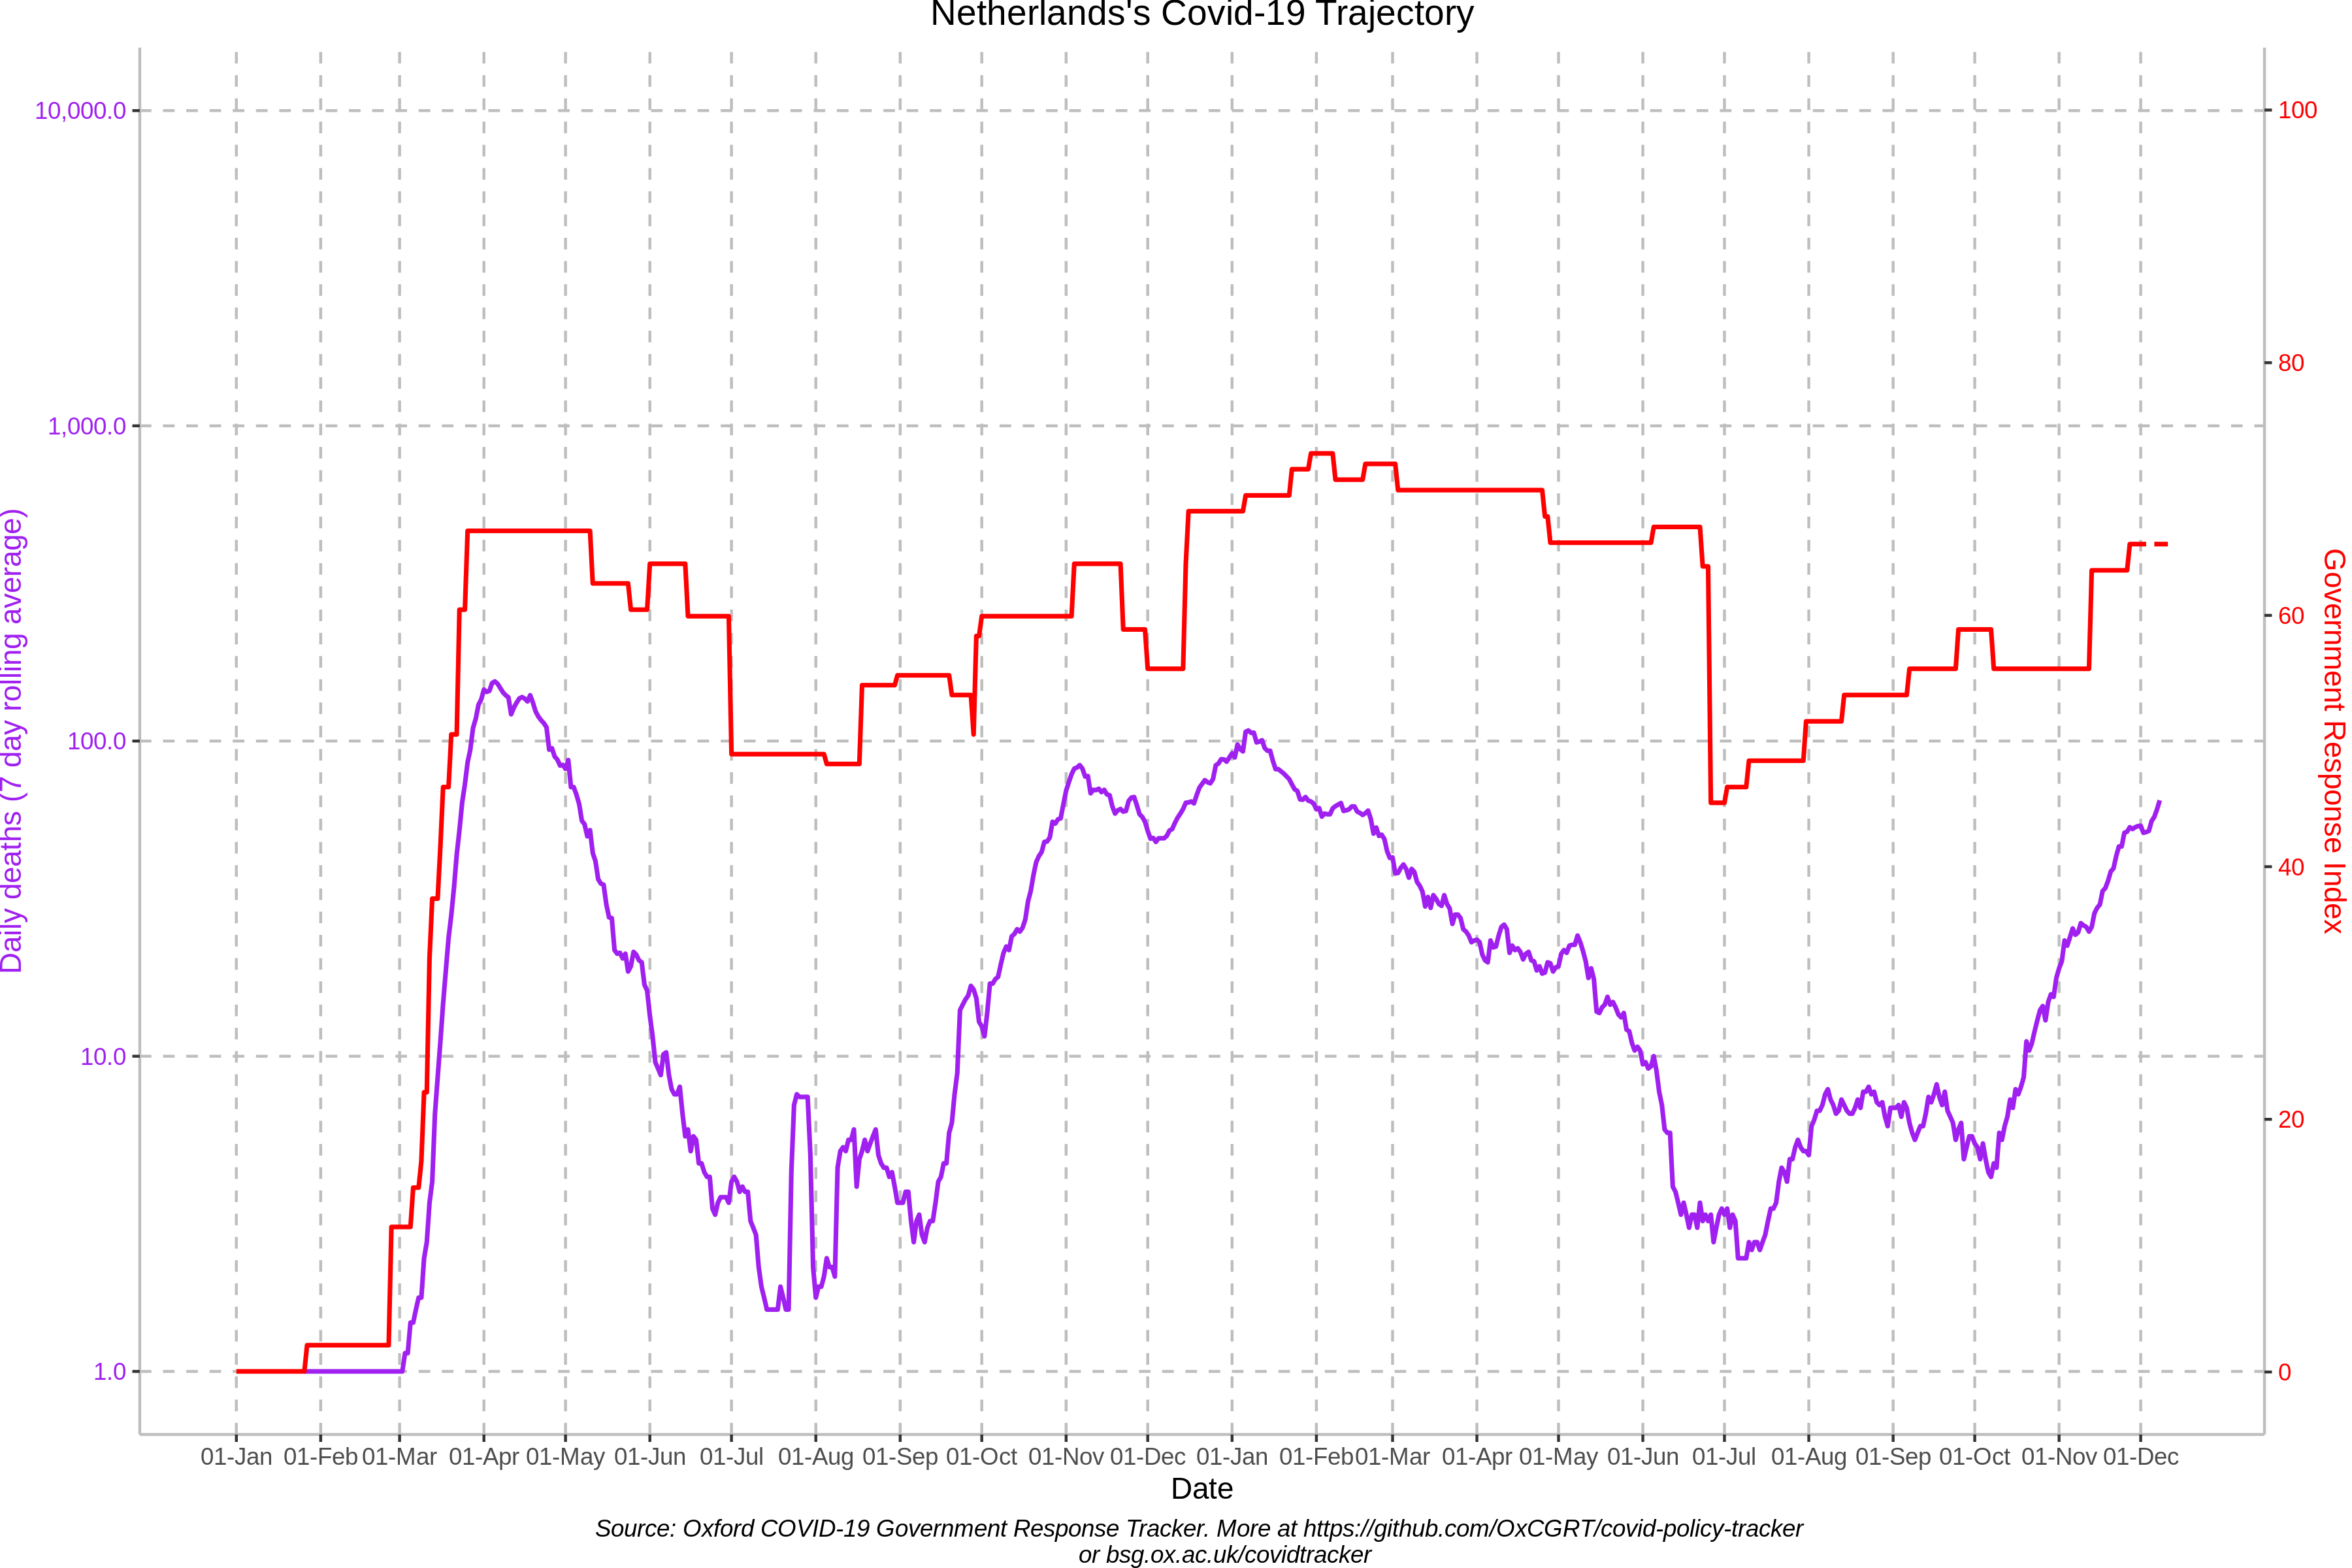 Netherlands's Covid-19 Trajectory
10,000.0
1,000.0
100.0
10.0
1.0
Daily deaths (7 day rolling average)
100
80
60
40
20
0
Government Response Index
01-Jan 01-Feb 01-Mar 01-Apr 01-May 01-Jun 01-Jul 01-Aug 01-Sep 01-Oct 01-Nov 01-Dec 01-Jan 01-Feb 01-Mar 01-Apr 01-May 01-Jun 01-Jul 01-Aug 01-Sep 01-Oct 01-Nov 01-Dec
Date
Source: Oxford COVID-19 Government Response Tracker. More at https://github.com/OxCGRT/covid-policy-tracker
or bsg.ox.ac.uk/covidtracker